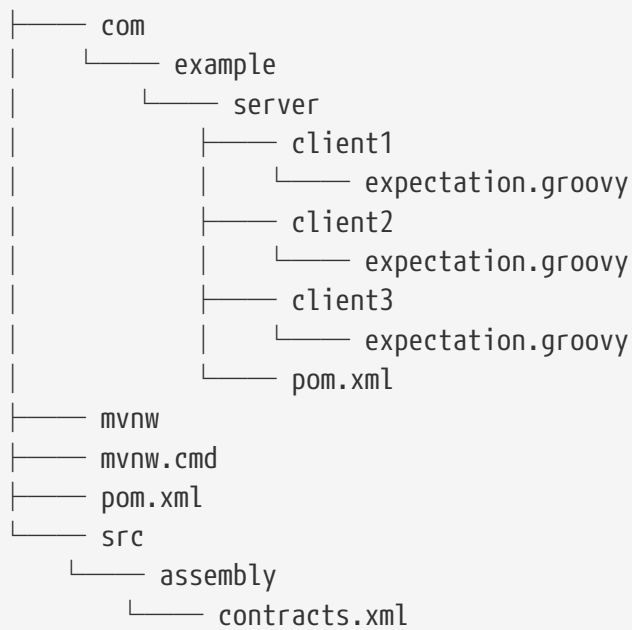 ├── com
│   └── example
│       └── server
│           ├── client1
│           │   └── expectation.groovy
│           ├── client2
│           │   └── expectation.groovy
│           ├── client3
│           │   └── expectation.groovy
│           └── pom.xml
├── mvnw
├── mvnw.cmd
├── pom.xml
└── src
    └── assembly
        └── contracts.xml